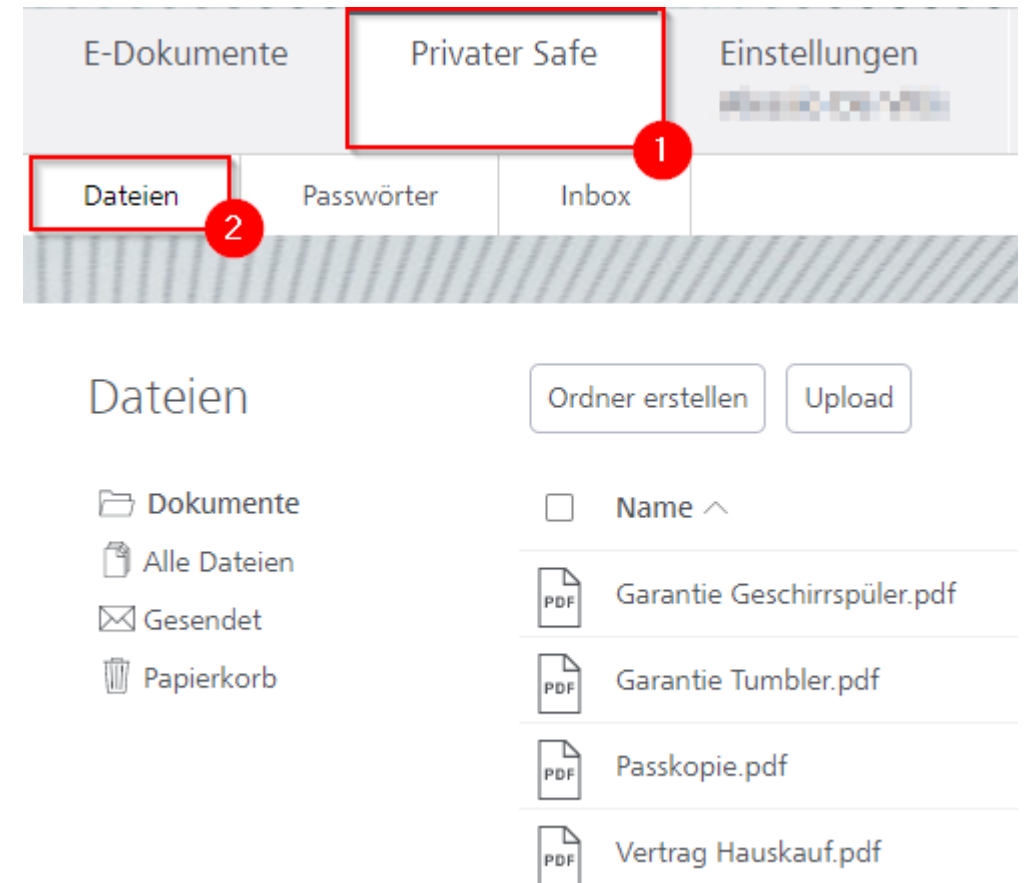 E-Dokumente Privater Safe Einstellungen
1
Dateien Passwörter Inbox
2
Dateien Ordner erstellen Upload
Dokumente Name
Alle Dateien
PDF Garantie Geschirrspüler.pdf
Gesendet
Papierkorb PDF Garantie Tumbler.pdf
PDF Passkopie.pdf
PDF Vertrag Hauskauf.pdf